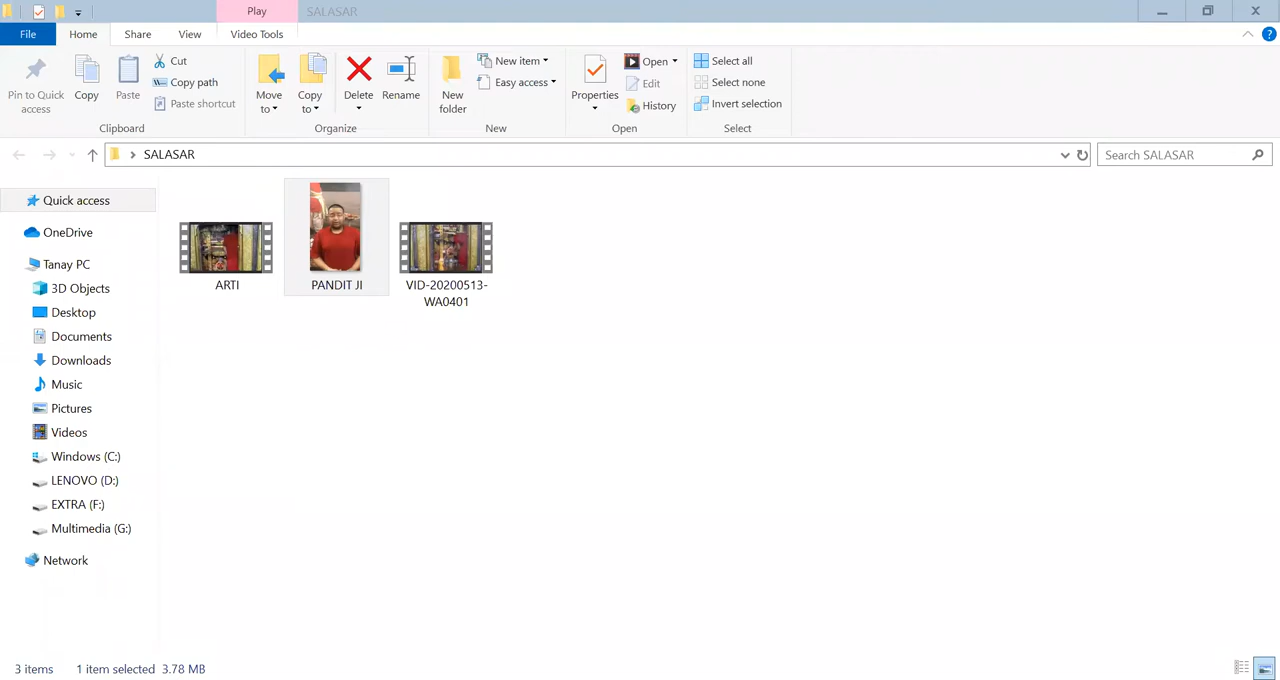 Play
SALASAR
File
Home
Share
View
Video Tools
Pin to Quick access
Copy
Paste
Cut
Copy path
Paste shortcut
Clipboard
Move to
Copy to
Delete
Rename
Organize
New folder
New item
Easy access
New
Properties
Open
Edit
History
Open
Select all
Select none
Invert selection
Select
SALASAR
Search SALASAR
Quick access
OneDrive
Tanay PC
3D Objects
Desktop
Documents
Downloads
Music
Pictures
Videos
Windows (C:)
LENOVO (D:)
EXTRA (F:)
Multimedia (G:)
Network
ARTI
PANDIT JI
VID-20200513-
WA0401
3 items
1 item selected 3.78 MB